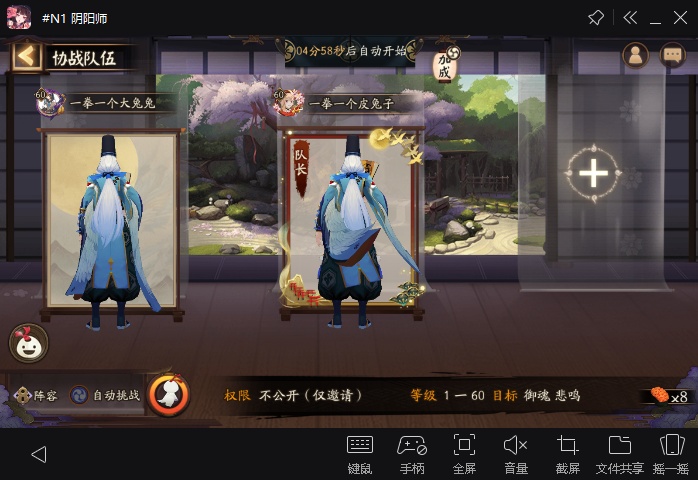 #N1 阴阳师
协战队伍
04分58秒后自动开始
加成
60 一拳一个大兔兔
60 一拳一个皮兔子
队长
阵容 自动挑战
权限 不公开（仅邀请） 等级 1 一 60 目标 御魂 悲鸣
x8
键鼠 手柄 全屏 音量 截屏 文件共享 摇一摇